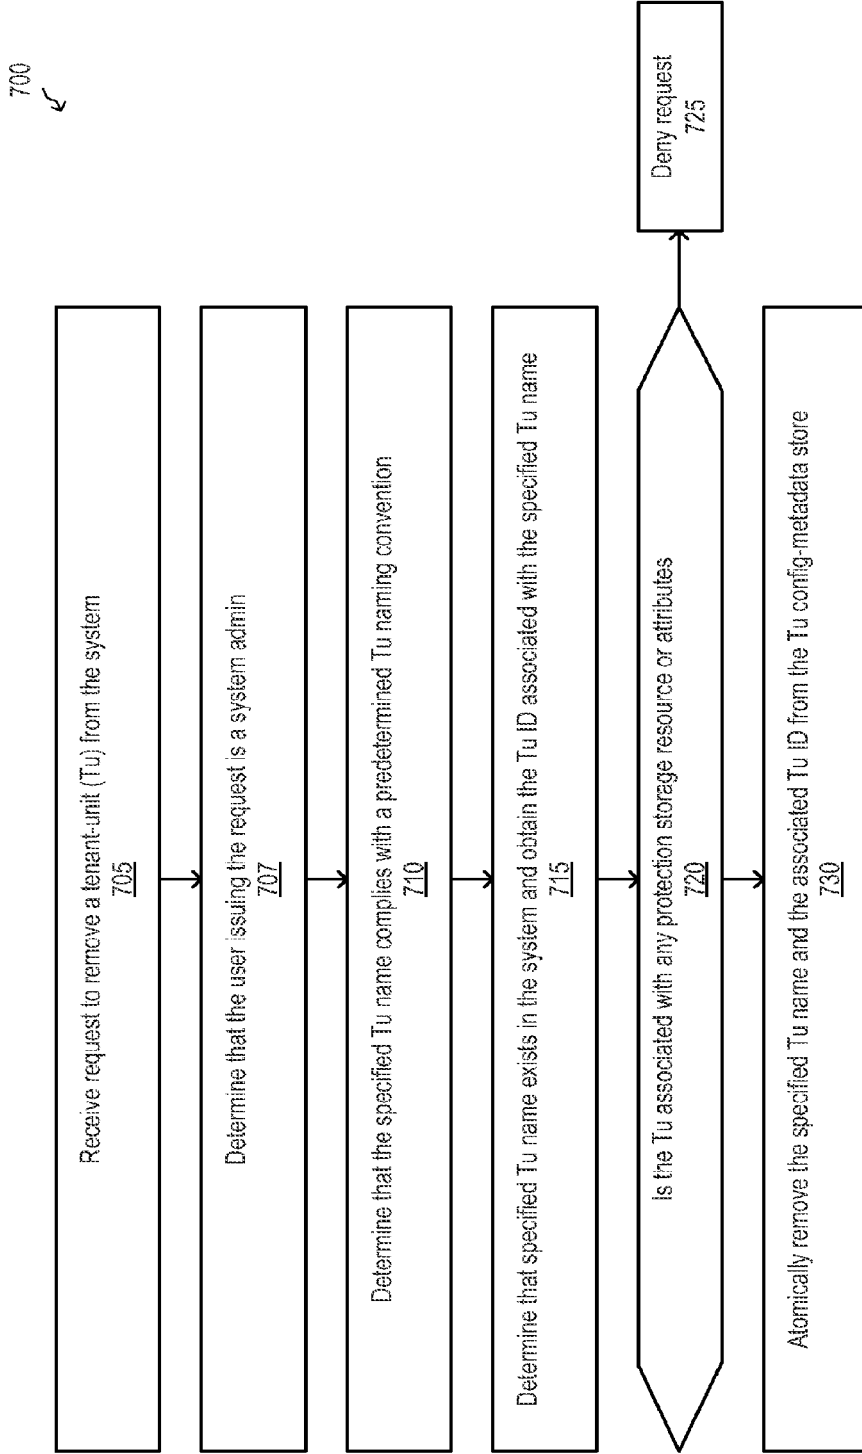 700
Receive request to remove a tenant-unit (Tu) from the system
705
Determine that the user issuing the request is a system admin
707
Determine that the specified Tu name complies with a predetermined Tu naming convention
710
Determine that specified Tu name exists in the system and obtain the Tu ID associated with the specified Tu name
715
Is the Tu associated with any protection storage resource or attributes
720
Deny request
725
Atomically remove the specified Tu name and the associated Tu ID from the Tu config-metadata store
730